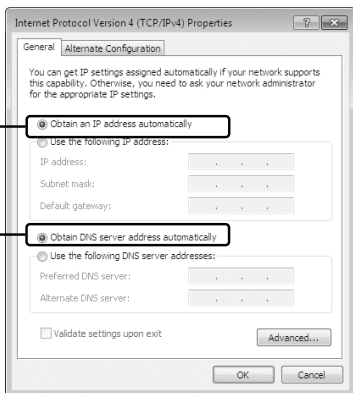 Internet Protocol Version 4 (TCP/IPv4) Properties
General
Alternate Configuration
You can get IP settings assigned automatically if your network supports
this capability. Otherwise, you need to ask your network administrator
for the appropriate IP settings.
Obtain an IP address automatically
Use the following IP address:
IP address:
Subnet mask:
Default gateway:
Obtain DNS server address automatically
Use the following DNS server addresses:
Preferred DNS server:
Alternate DNS server:
Validate settings upon exit
Advanced...
OK
Cancel